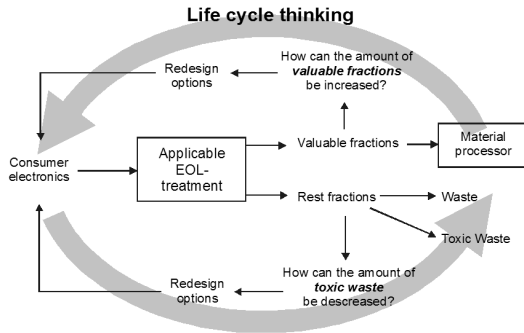 Life cycle thinking
How can the amount of
valuable fractions
be increased?
Redesign
options
Applicable
EOL-
treatment
Valuable fractions
Material
processor
Consumer
electronics
Rest fractions
Waste
Toxic Waste
How can the amount of
toxic waste
be descreased?
Redesign
options